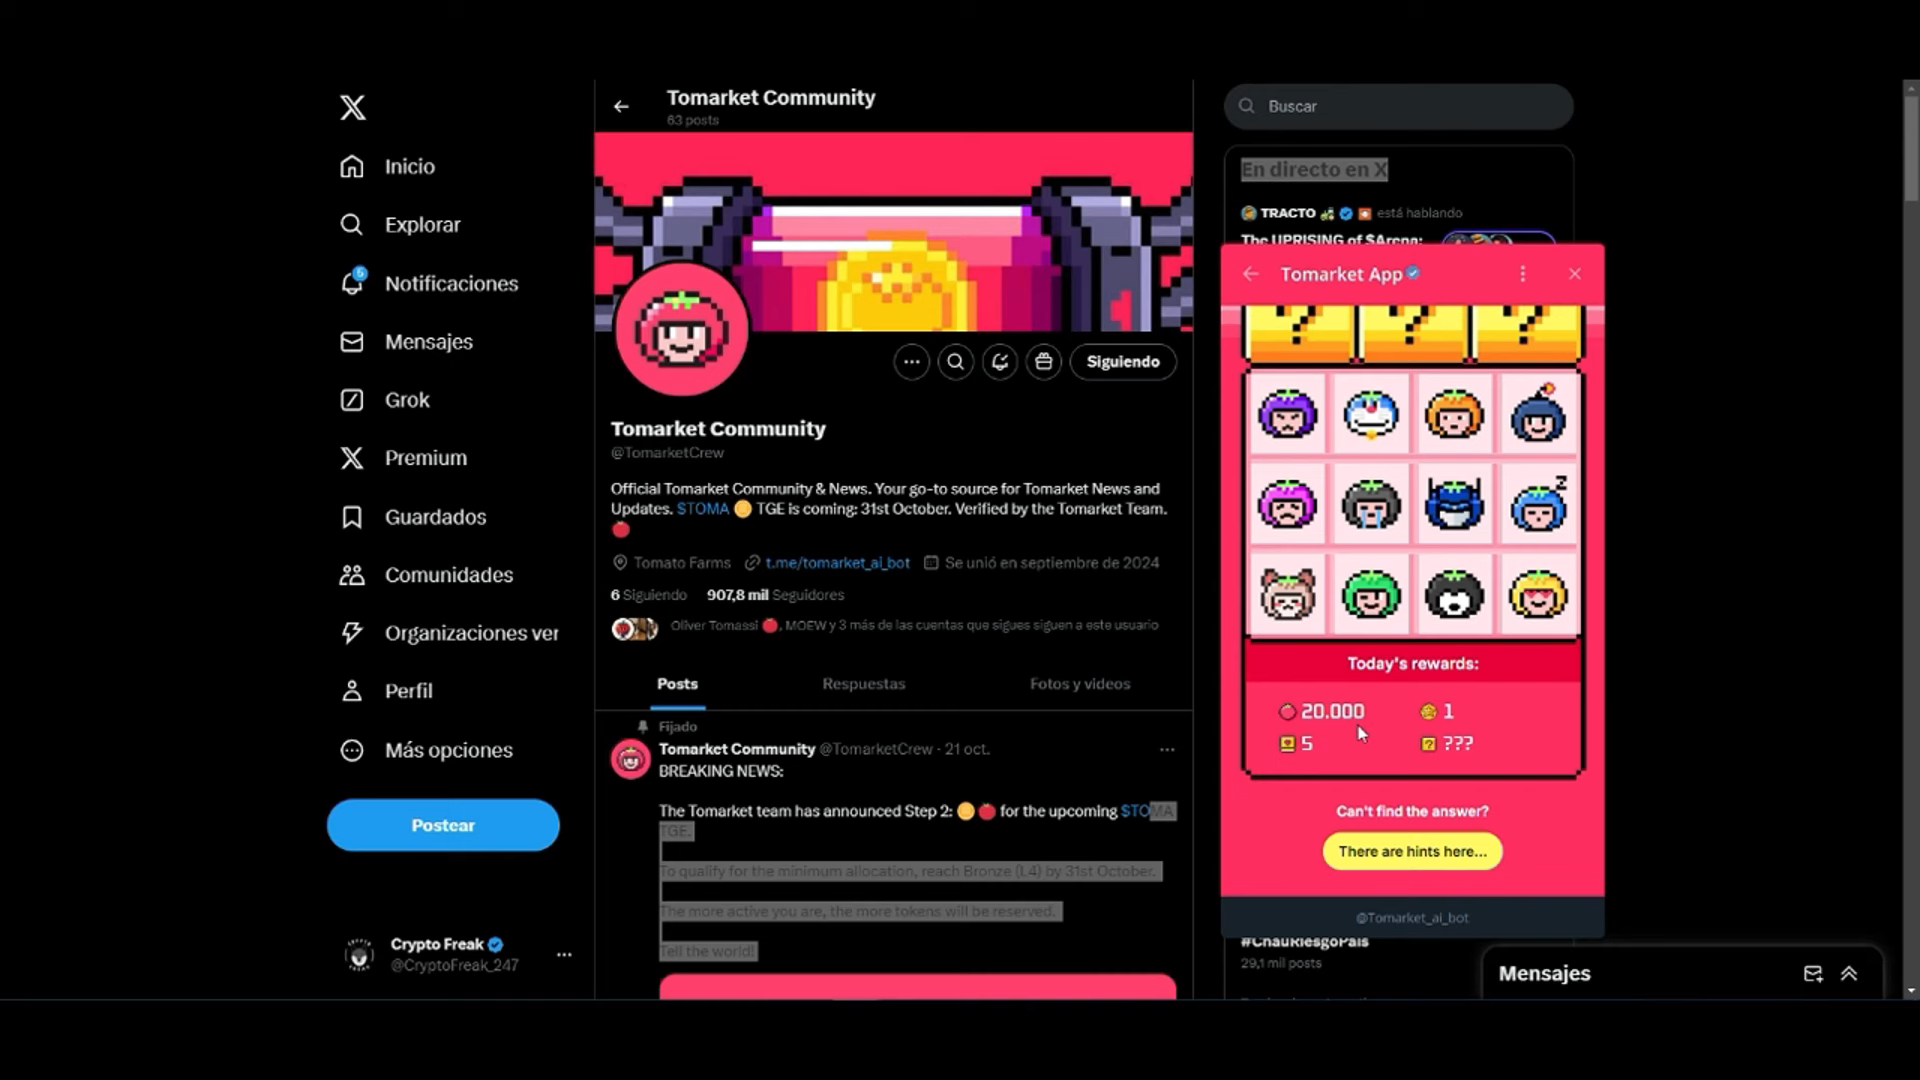 Inicio
Explorar
6
Notificaciones
Mensajes
Grok
Premium
Guardados
Comunidades
Organizaciones ver
Perfil
Más opciones
Postear
Crypto Freak
@CryptoFreak_247
Tomarket Community
63 posts
Siguiendo
Tomarket Community
@TomarketCrew
Official Tomarket Community & News. Your go-to source for Tomarket News and
Updates. $TOMA 🟡 TGE is coming: 31st October. Verified by the Tomarket Team.
🍅
Tomato Farms t.me/tomarket_ai_bot Se unió en septiembre de 2024
6 Siguiendo 907,8 mil Seguidores
Oliver Tomassi 🍅, MOEW y 3 más de las cuentas que sigues siguen a este usuario
Posts Respuestas Fotos y videos
Fijado
Tomarket Community @TomarketCrew · 21 oct.
BREAKING NEWS:
The Tomarket team has announced Step 2: 🟡🍅 for the upcoming $TOMA
TGE.
To qualify for the minimum allocation, reach Bronze (L4) by 31st October.
The more active you are, the more tokens will be reserved.
Tell the world!
Buscar
En directo en X
TRACTO 🚜 está hablando
The UPRISING of $Arena:
Tomarket App
? ? ?
Z
Today's rewards:
20.000 1
5 ???
Can't find the answer?
There are hints here...
@Tomarket_ai_bot
#ChauRiesgoPaís
29,1 mil posts
Mensajes